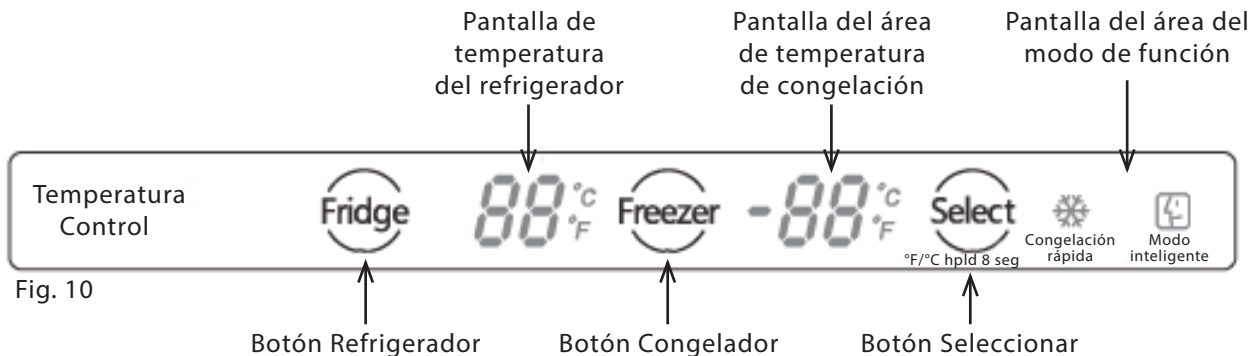 Pantalla de
temperatura
del refrigerador
Pantalla del área
de temperatura
de congelación
Pantalla del área del
modo de función
Temperatura
Control
Fridge
88 °C
°F
Freezer
-88 °C
°F
Select
°F/°C hpld 8 seg
Congelación
rápida
Modo
inteligente
Fig. 10
Botón Refrigerador
Botón Congelador
Botón Seleccionar